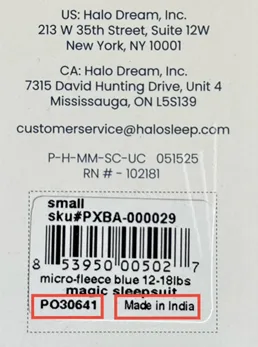 US: Halo Dream, Inc.
213 W 35th Street, Suite 12W
New York, NY 10001
CA: Halo Dream, Inc.
7315 David Hunting Drive, Unit 4
Mississauga, ON L5S139
customerservice@halosleep.com
P-H-MM-SC-UC 051525
RN # - 102181
small
sku#PXBA-000029
8 53950 00502 7
micro-fleece blue 12-18lbs
magic sleepsuit
PO30641 Made in India